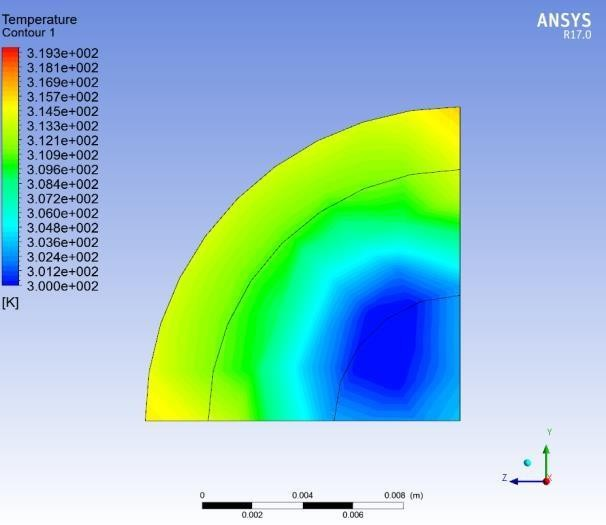 Temperature
Contour 1
3.193e+002
3.181e+002
3.169e+002
3.157e+002
3.145e+002
3.133e+002
3.121e+002
3.109e+002
3.096e+002
3.084e+002
3.072e+002
3.060e+002
3.048e+002
3.036e+002
3.024e+002
3.012e+002
3.000e+002
[K]
ANSYS
R17.0
Y
Z
X
0 0.004 0.008 (m)
0.002 0.006